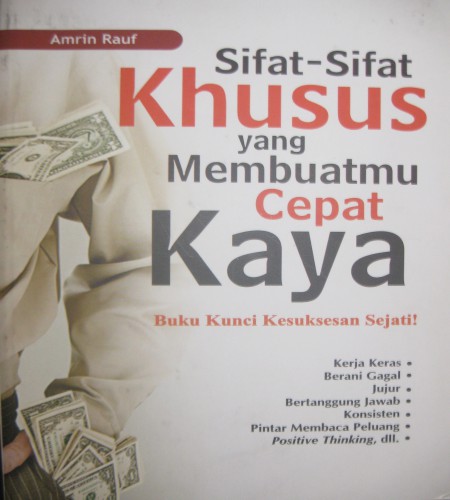 Amrin Rauf
Sifat-Sifat
Khusus
yang
Membuatmu
Cepat
Kaya
Buku Kunci Kesuksesan Sejati!
Kerja Keras •
Berani Gagal •
Jujur •
Bertanggung Jawab •
Konsisten •
Pintar Membaca Peluang •
Positive Thinking, dll. •